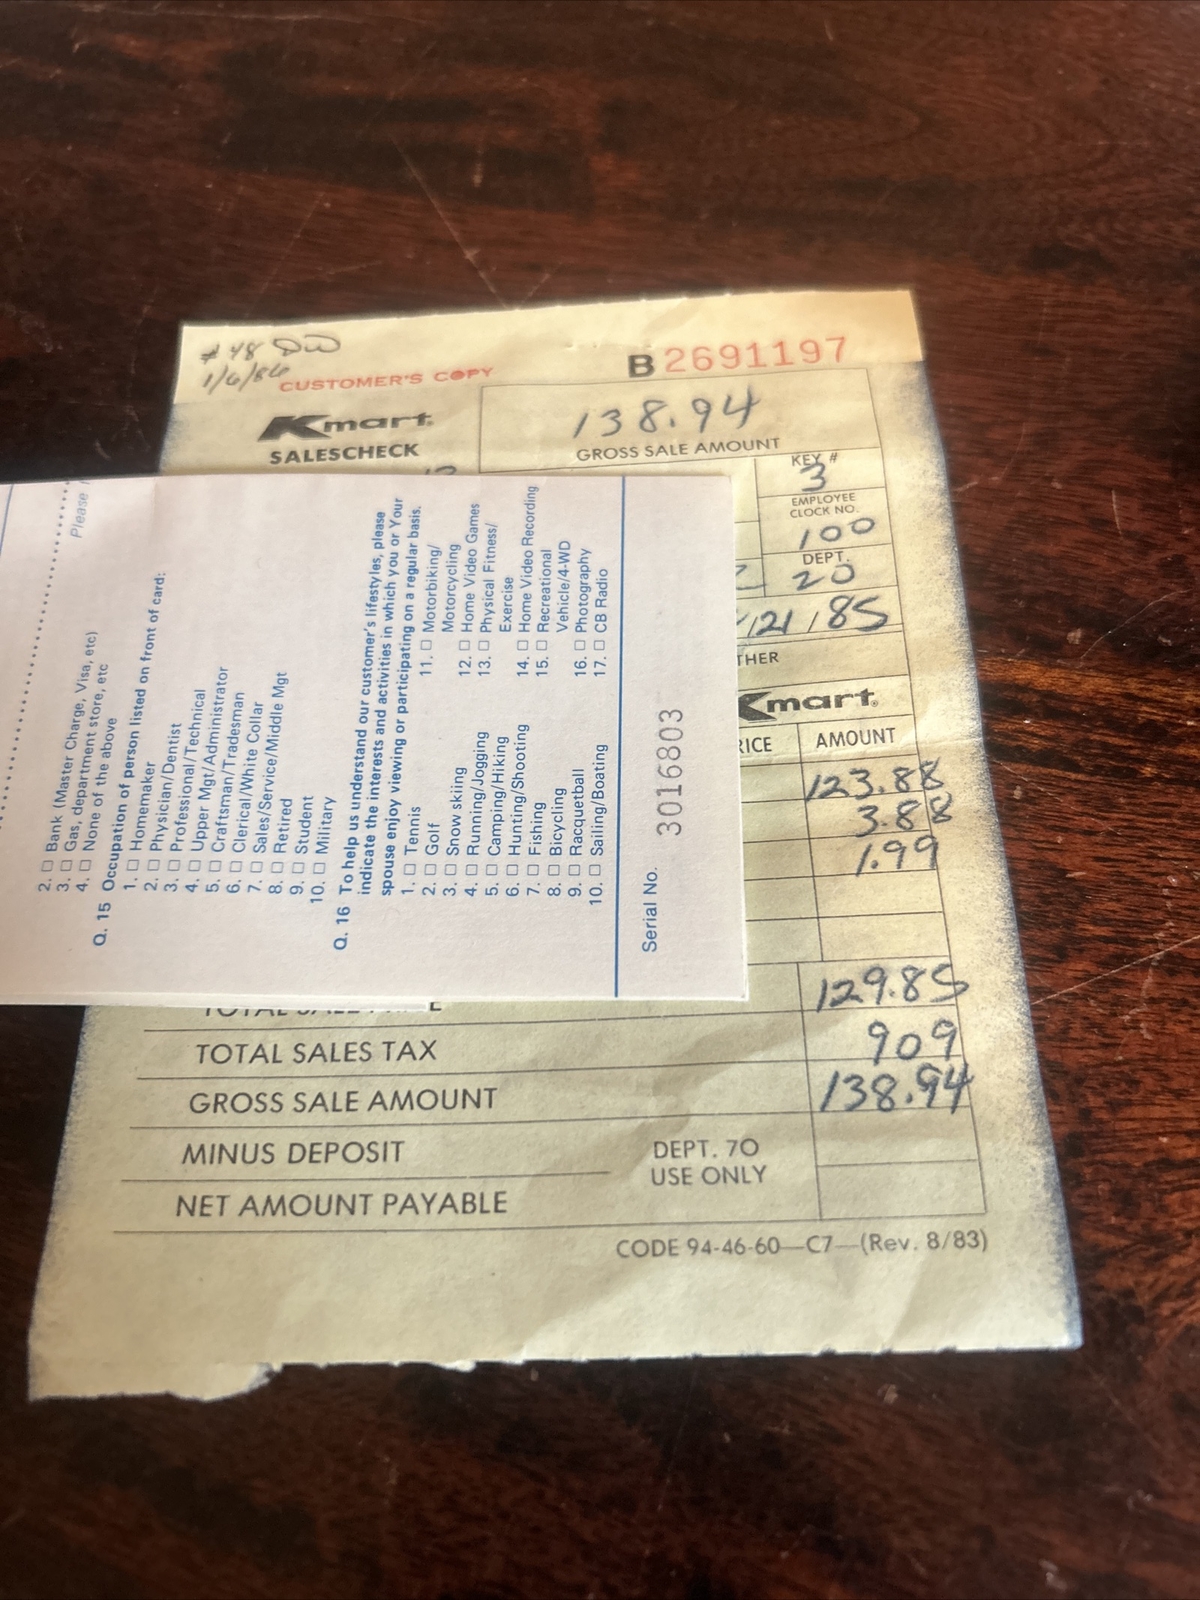 # 48 DW
1/6/86 CUSTOMER'S COPY
B 2691197
Kmart
SALESCHECK
138.94
GROSS SALE AMOUNT
KEY #
3
EMPLOYEE
CLOCK NO.
100
DEPT.
20
/21/85
THER
Kmart
RICE AMOUNT
123.88
3.88
1.99
129.85
TOTAL SALES TAX 909
GROSS SALE AMOUNT 138.94
MINUS DEPOSIT
DEPT. 70
USE ONLY
NET AMOUNT PAYABLE
CODE 94-46-60—C7—(Rev. 8/83)
Please
2. □ Bank (Master Charge, Visa, etc)
3. □ Gas, department store, etc
4. □ None of the above
Q. 15 Occupation of person listed on front of card:
1. □ Homemaker
2. □ Physician/Dentist
3. □ Professional/Technical
4. □ Upper Mgt/Administrator
5. □ Craftsman/Tradesman
6. □ Clerical/White Collar
7. □ Sales/Service/Middle Mgt
8. □ Retired
9. □ Student
10. □ Military
Q. 16 To help us understand our customer's lifestyles, please
indicate the interests and activities in which you or Your
spouse enjoy viewing or participating on a regular basis.
1. □ Tennis
2. □ Golf
3. □ Snow skiing
4. □ Running/Jogging
5. □ Camping/Hiking
6. □ Hunting/Shooting
7. □ Fishing
8. □ Bicycling
9. □ Racquetball
10. □ Sailing/Boating
11. □ Motorbiking/
Motorcycling
12. □ Home Video Games
13. □ Physical Fitness/
Exercise
14. □ Home Video Recording
15. □ Recreational
Vehicle/4-WD
16. □ Photography
17. □ CB Radio
Serial No. 3016803